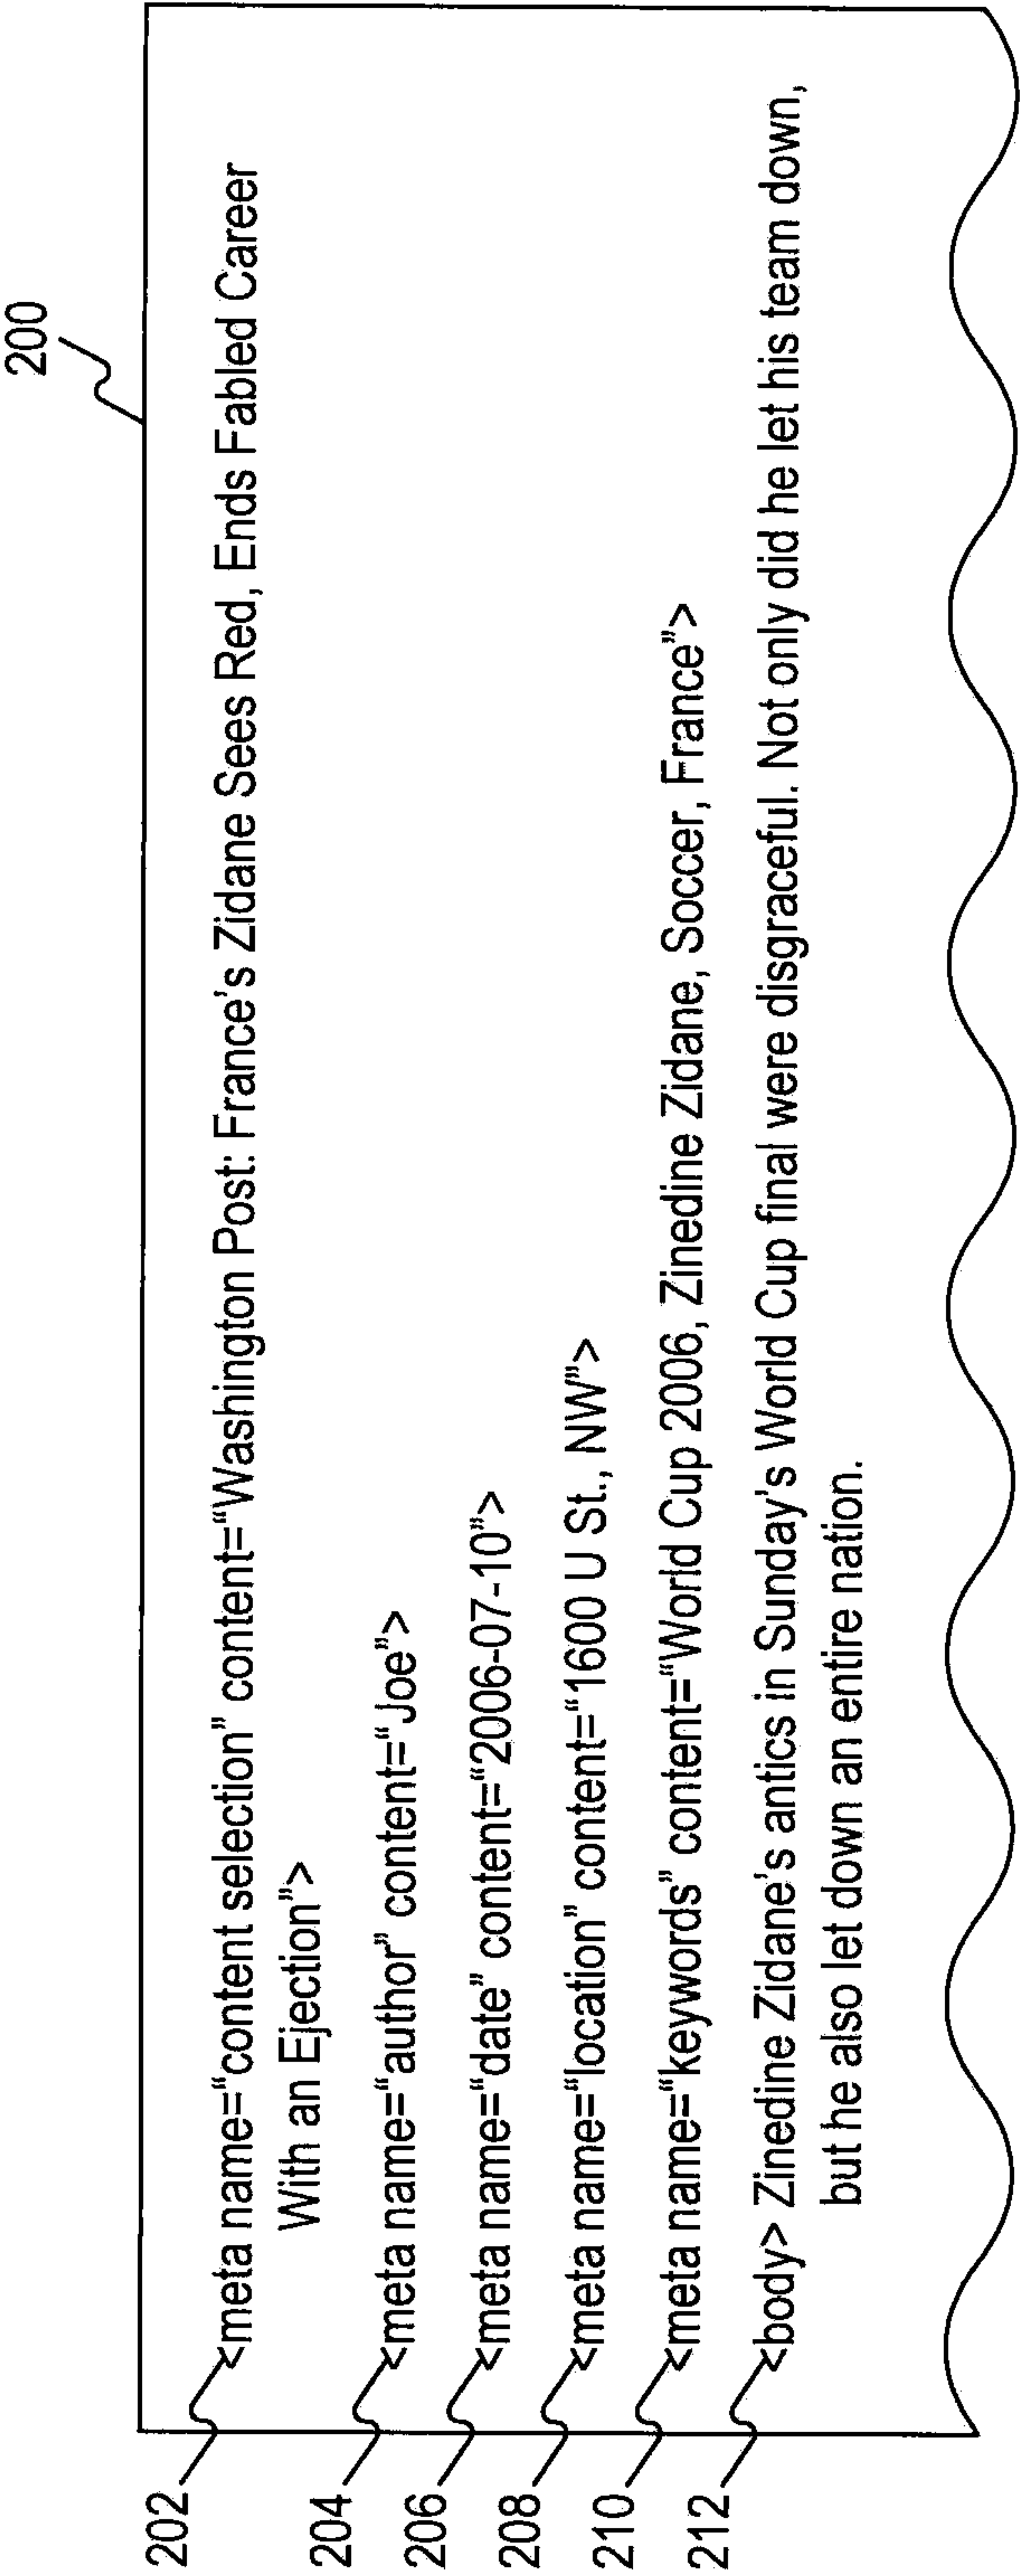 200
202
<meta name=“content selection” content=“Washington Post: France’s Zidane Sees Red, Ends Fabled Career
With an Ejection”>
204
<meta name=“author” content=“Joe”>
206
<meta name=“date” content=“2006-07-10”>
208
<meta name=“location” content=“1600 U St., NW”>
210
<meta name=“keywords” content=“World Cup 2006, Zinedine Zidane, Soccer, France”>
212
<body> Zinedine Zidane’s antics in Sunday’s World Cup final were disgraceful. Not only did he let his team down,
but he also let down an entire nation.